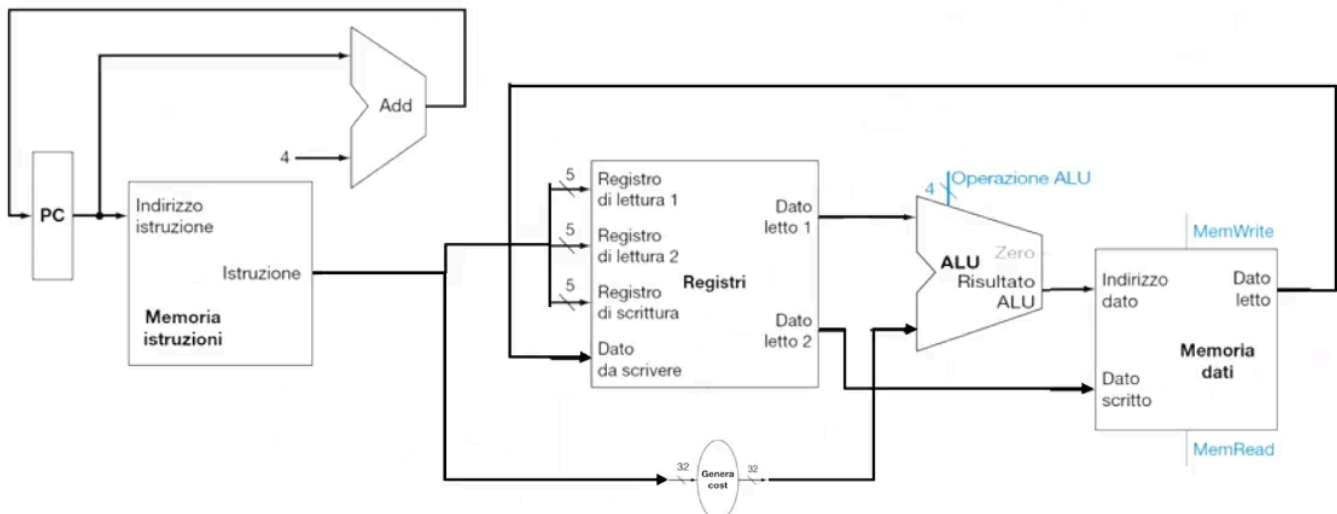 Add
4
PC
Indirizzo
istruzione
Istruzione
Memoria
istruzioni
5
Registro
di lettura 1
5
Registro
di lettura 2
5
Registro
di scrittura
Dato
da scrivere
Registri
Dato
letto 1
Dato
letto 2
4
Operazione ALU
ALU
Zero
Risultato
ALU
MemWrite
Indirizzo
dato
Dato
letto
Memoria
dati
Dato
scritto
MemRead
32
Genera
cost
32